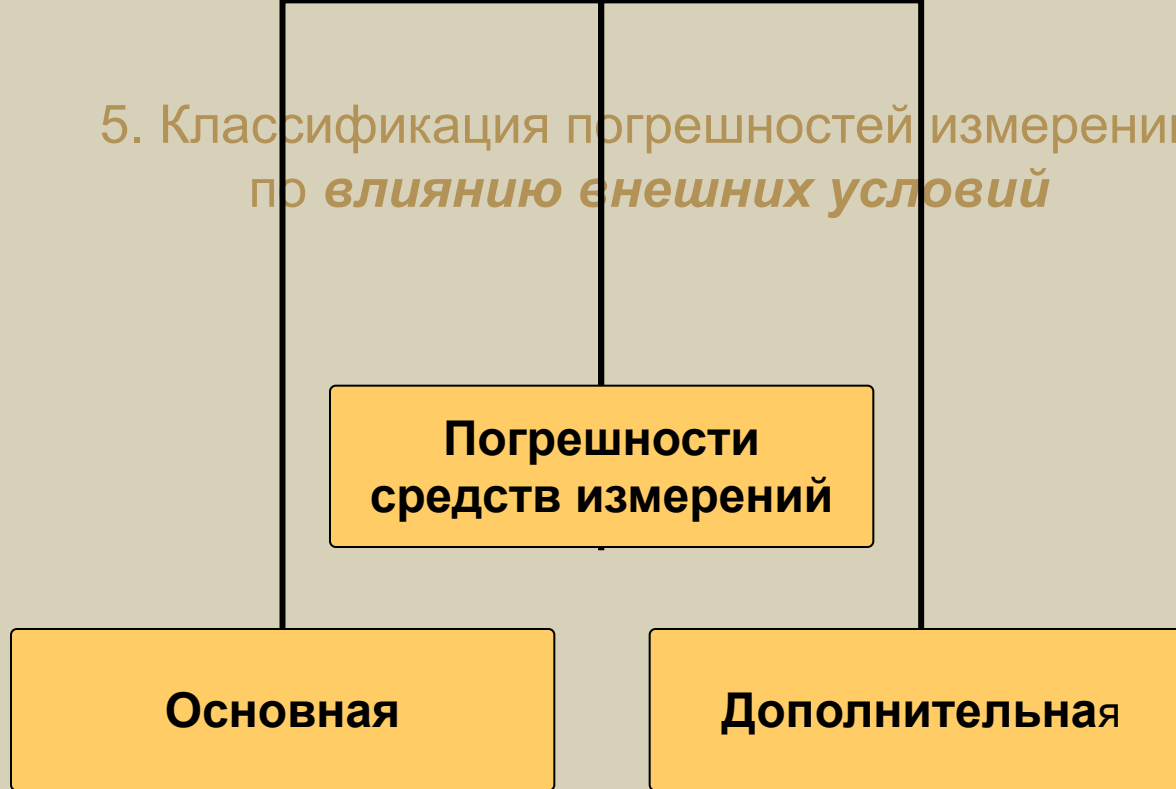 5. Классификация погрешностей измерени
по влиянию внешних условий
Погрешности
средств измерений
Основная
Дополнительная